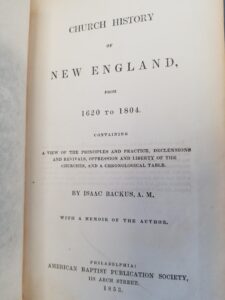 CHURCH HISTORY
OF
NEW ENGLAND,
FROM
1620 TO 1804.
CONTAINING
A VIEW OF THE PRINCIPLES AND PRACTICE, DECLENSIONS
AND REVIVALS, OPPRESSION AND LIBERTY OF THE
CHURCHES, AND A CHRONOLOGICAL TABLE.
BY ISAAC BACKUS, A. M.
WITH A MEMOIR OF THE AUTHOR.
PHILADELPHIA:
AMERICAN BAPTIST PUBLICATION SOCIETY,
118 ARCH STREET.
1853.